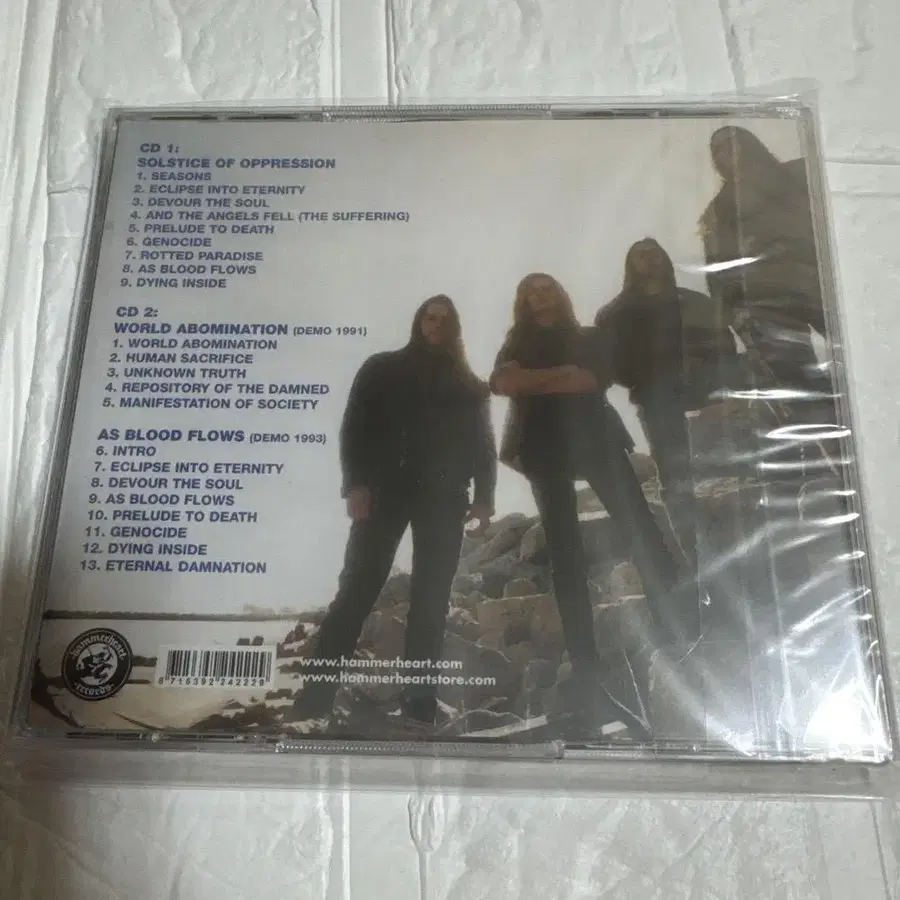 CD 1:
SOLSTICE OF OPPRESSION
1. SEASONS
2. ECLIPSE INTO ETERNITY
3. DEVOUR THE SOUL
4. AND THE ANGELS FELL (THE SUFFERING)
5. PRELUDE TO DEATH
6. GENOCIDE
7. ROTTED PARADISE
8. AS BLOOD FLOWS
9. DYING INSIDE
CD 2:
WORLD ABOMINATION (DEMO 1991)
1. WORLD ABOMINATION
2. HUMAN SACRIFICE
3. UNKNOWN TRUTH
4. REPOSITORY OF THE DAMNED
5. MANIFESTATION OF SOCIETY
AS BLOOD FLOWS (DEMO 1993)
6. INTRO
7. ECLIPSE INTO ETERNITY
8. DEVOUR THE SOUL
9. AS BLOOD FLOWS
10. PRELUDE TO DEATH
11. GENOCIDE
12. DYING INSIDE
13. ETERNAL DAMNATION
hammerheart
records
8 716392 242228
www.hammerheart.com
www.hammerheartstore.com